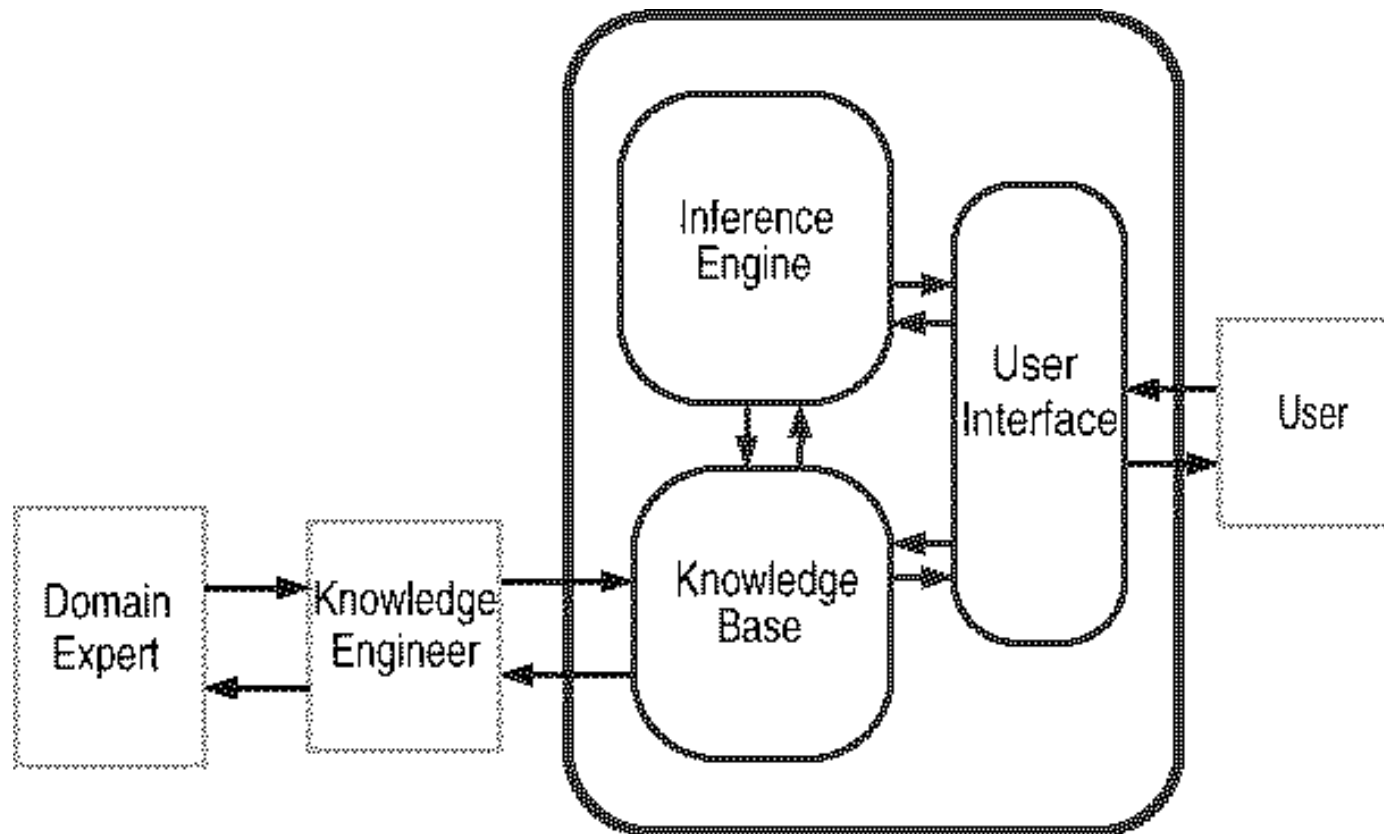 Inference
Engine
User
Interface
User
Domain
Expert
Knowledge
Engineer
Knowledge
Base